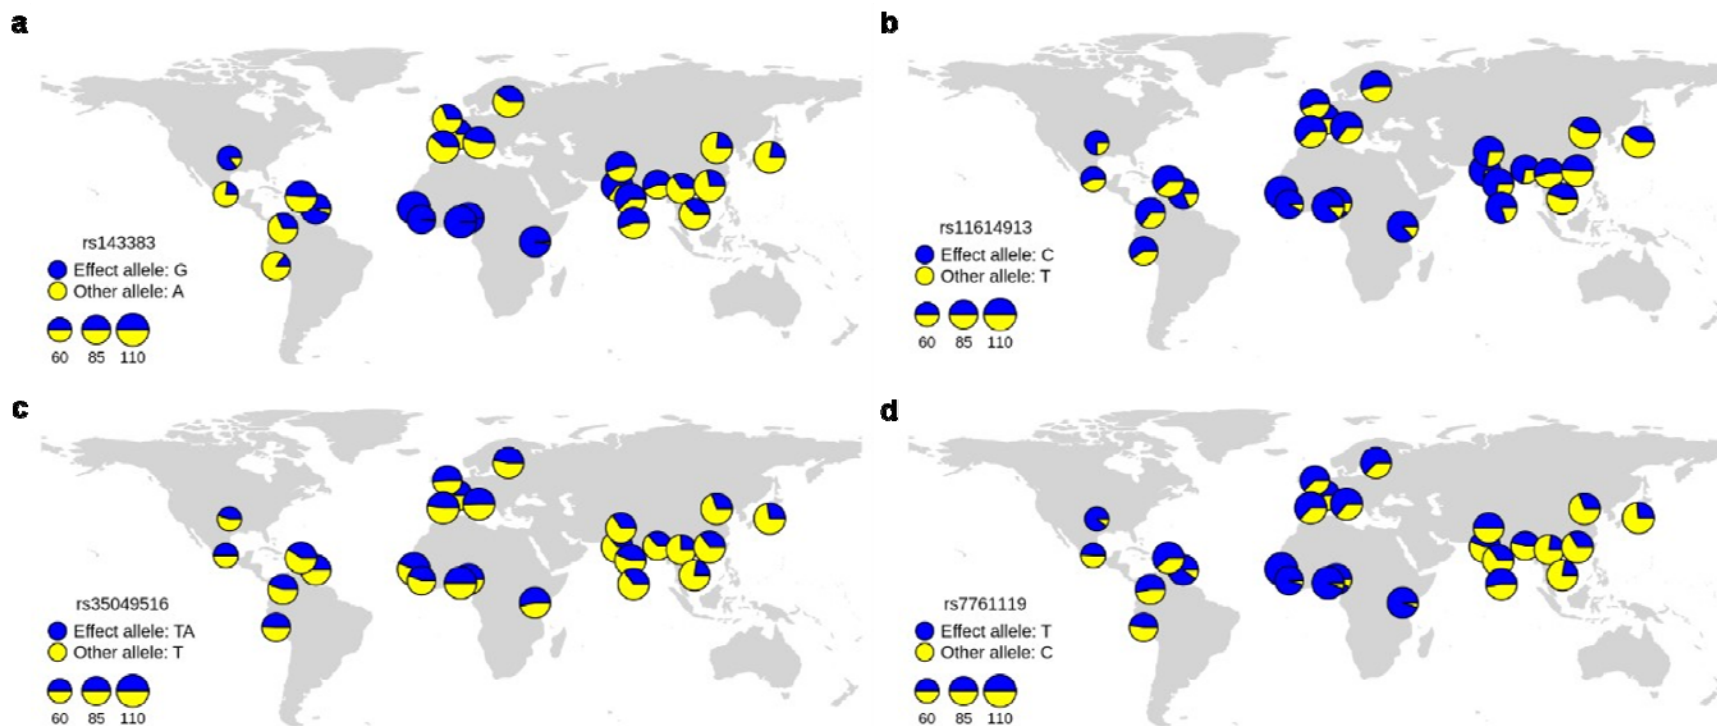 a
rs143383
Effect allele: G
Other allele: A
60 85 110
b
rs11614913
Effect allele: C
Other allele: T
60 85 110
c
rs35049516
Effect allele: TA
Other allele: T
60 85 110
d
rs7761119
Effect allele: T
Other allele: C
60 85 110